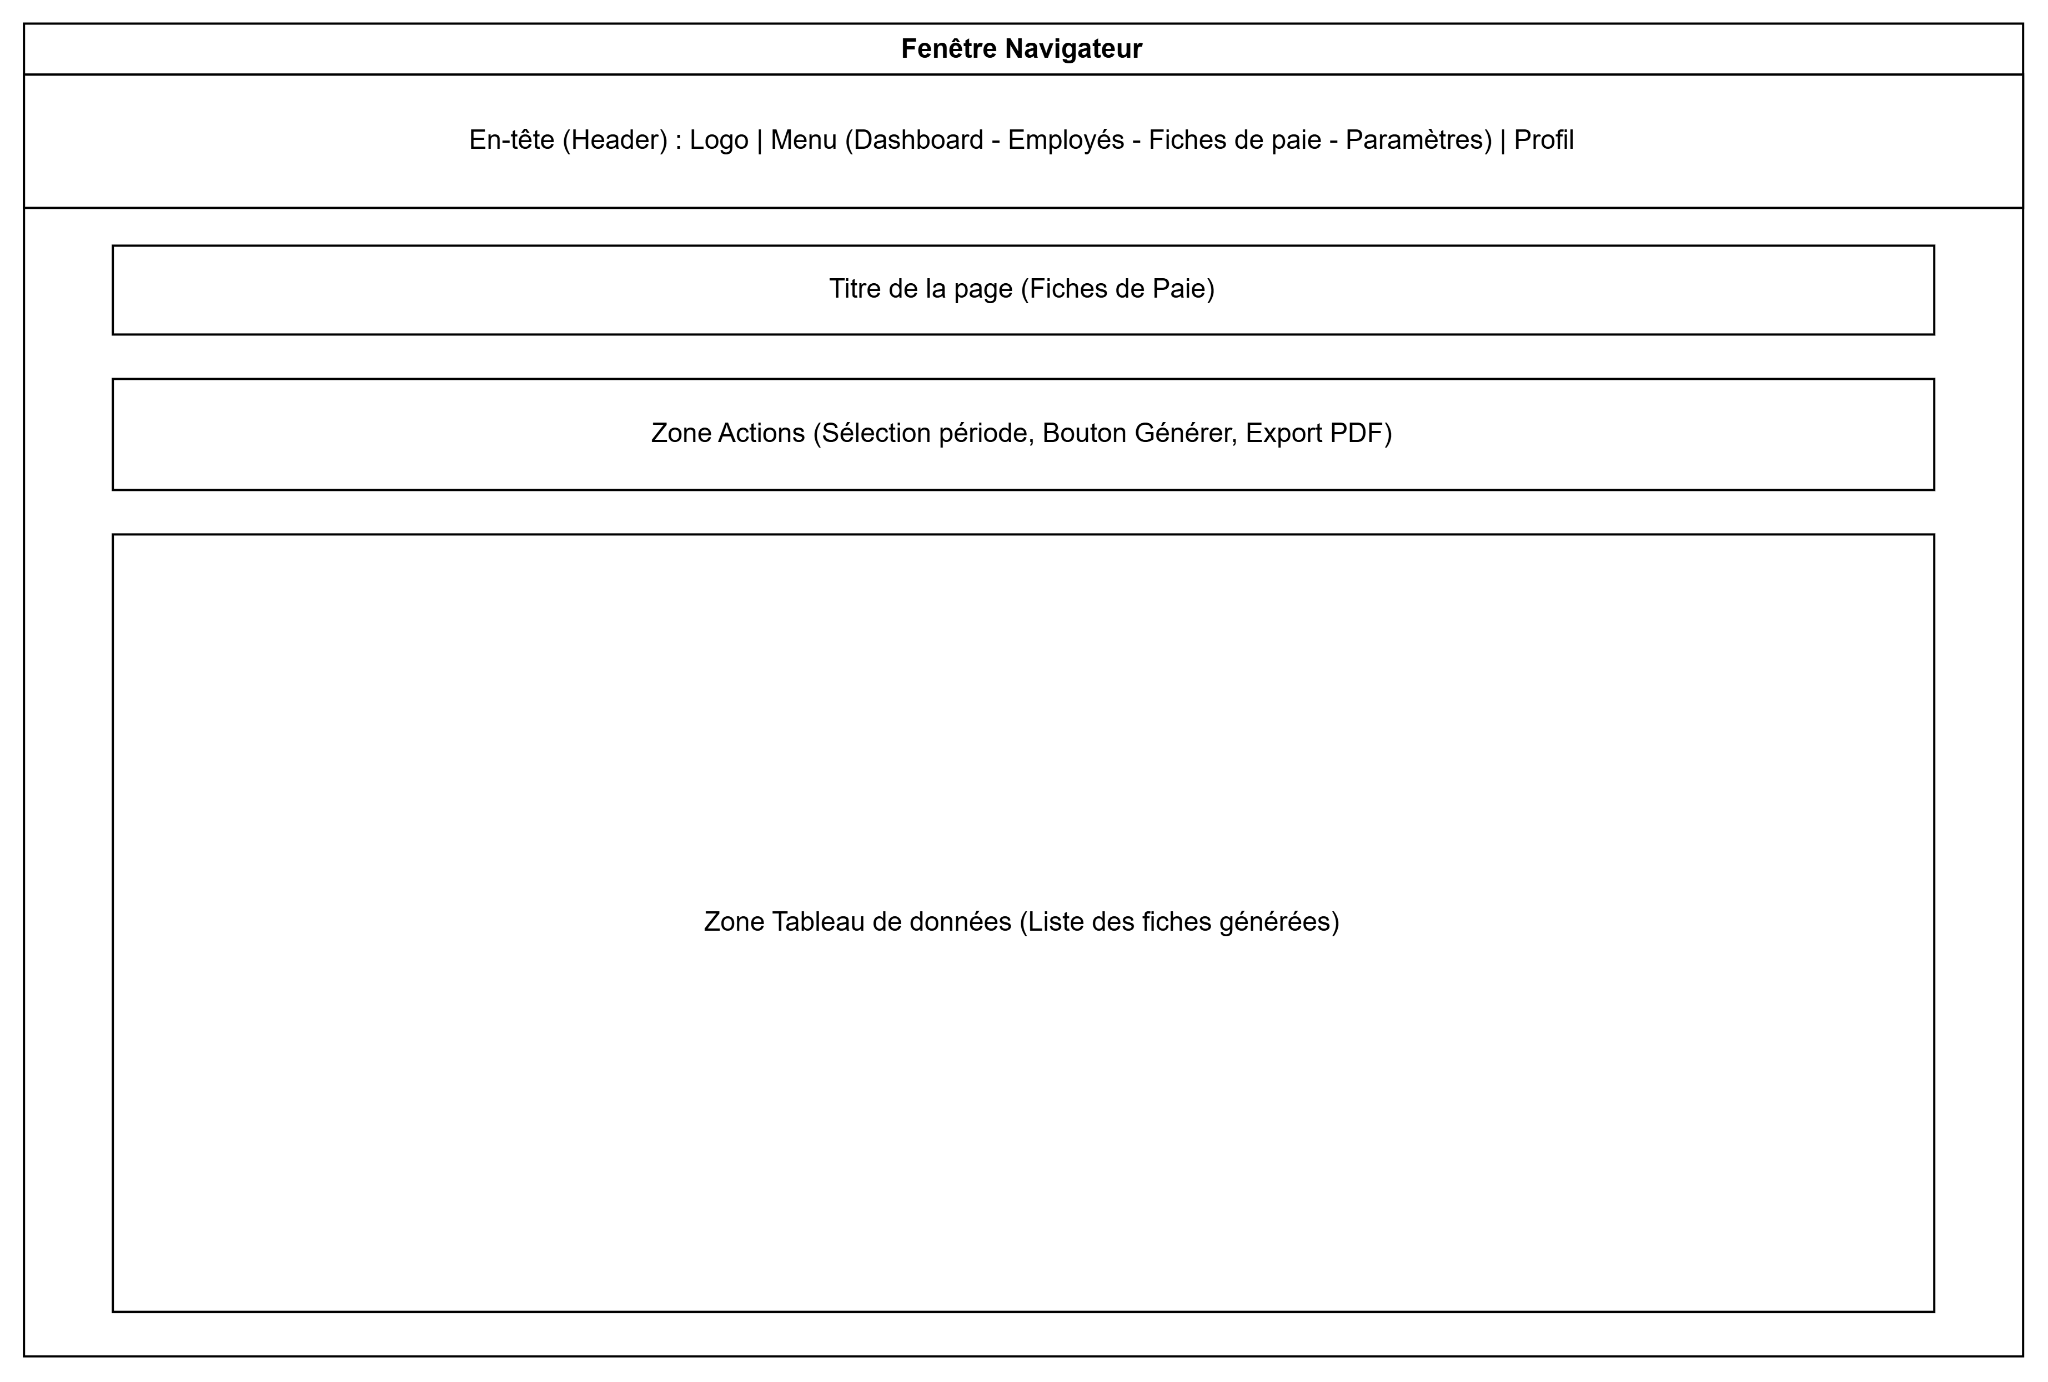 Fenêtre Navigateur
En-tête (Header) : Logo | Menu (Dashboard - Employés - Fiches de paie - Paramètres) | Profil
Titre de la page (Fiches de Paie)
Zone Actions (Sélection période, Bouton Générer, Export PDF)
Zone Tableau de données (Liste des fiches générées)